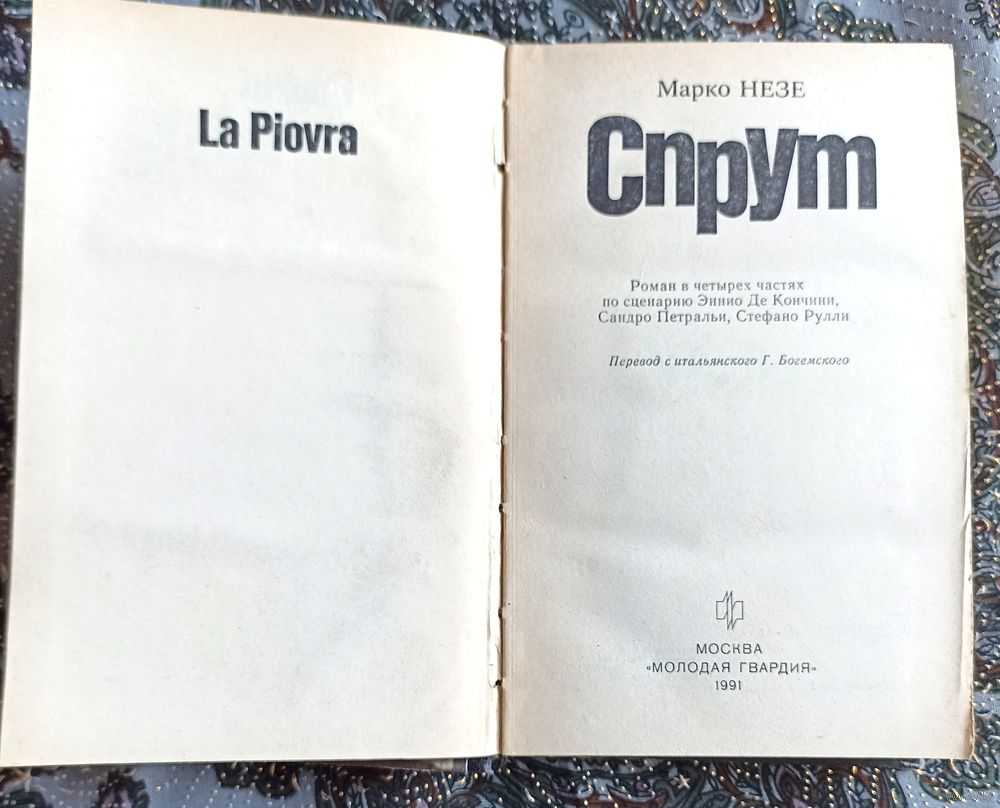 La Piovra
Марко НЕЗЕ
Спрут
Роман в четырех частях
по сценарию Эннио Де Кончини,
Сандро Петральи, Стефано Рулли
Перевод с итальянского Г. Богемского
МОСКВА
«МОЛОДАЯ ГВАРДИЯ»
1991